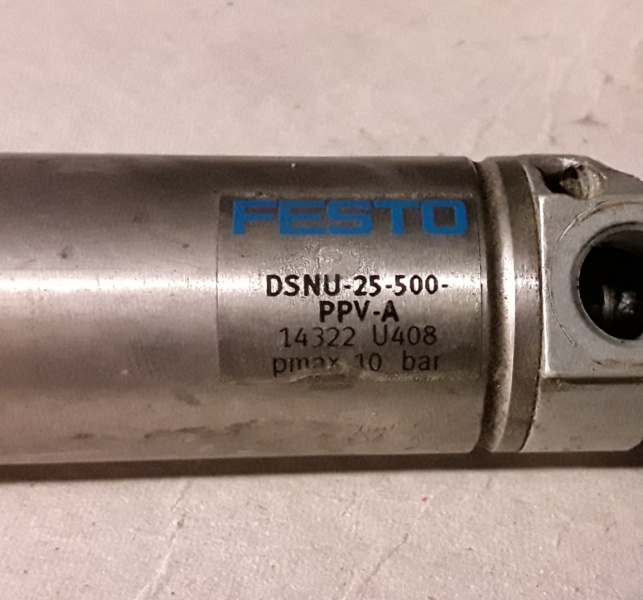 FESTO
DSNU-25-500-
PPV-A
14322 U408
pmax 10 bar